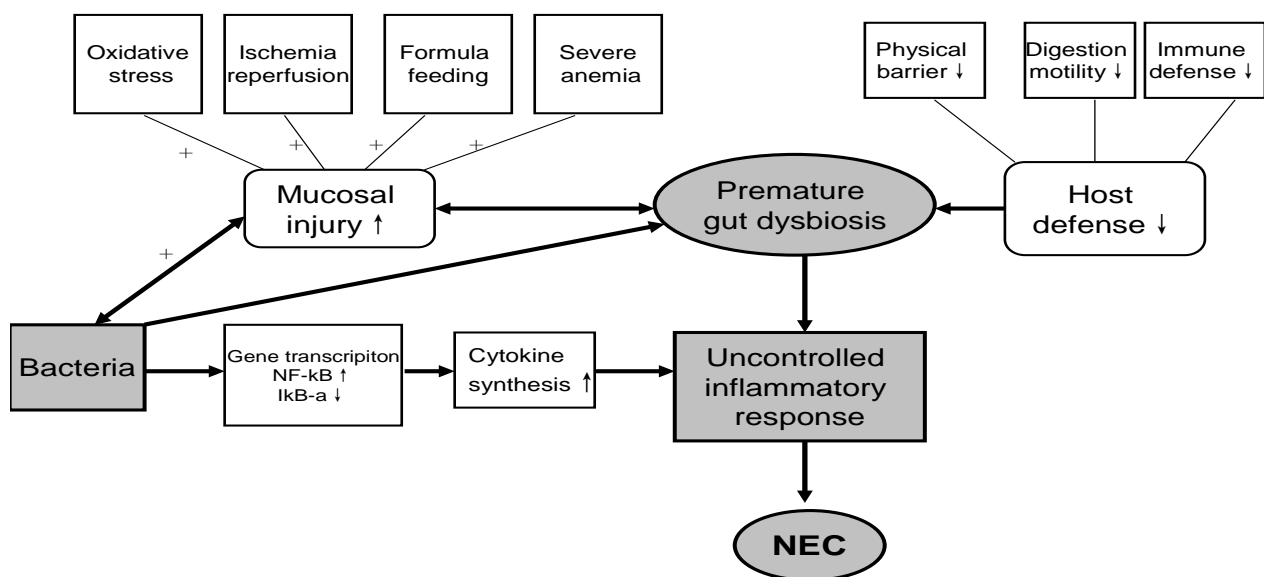 Oxidative
stress
Ischemia
reperfusion
Formula
feeding
Severe
anemia
Physical
barrier ↓
Digestion
motility ↓
Immune
defense ↓
+
+
+
+
Mucosal
injury ↑
Premature
gut dysbiosis
Host
defense ↓
+
Bacteria
Gene transcripiton
NF-kB ↑
IkB-a ↓
Cytokine
synthesis ↑
Uncontrolled
inflammatory
response
NEC